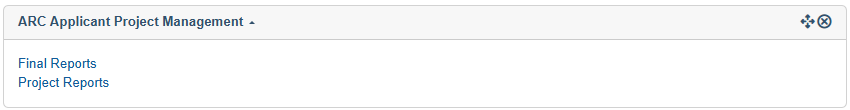 ARC Applicant Project Management
Final Reports
Project Reports